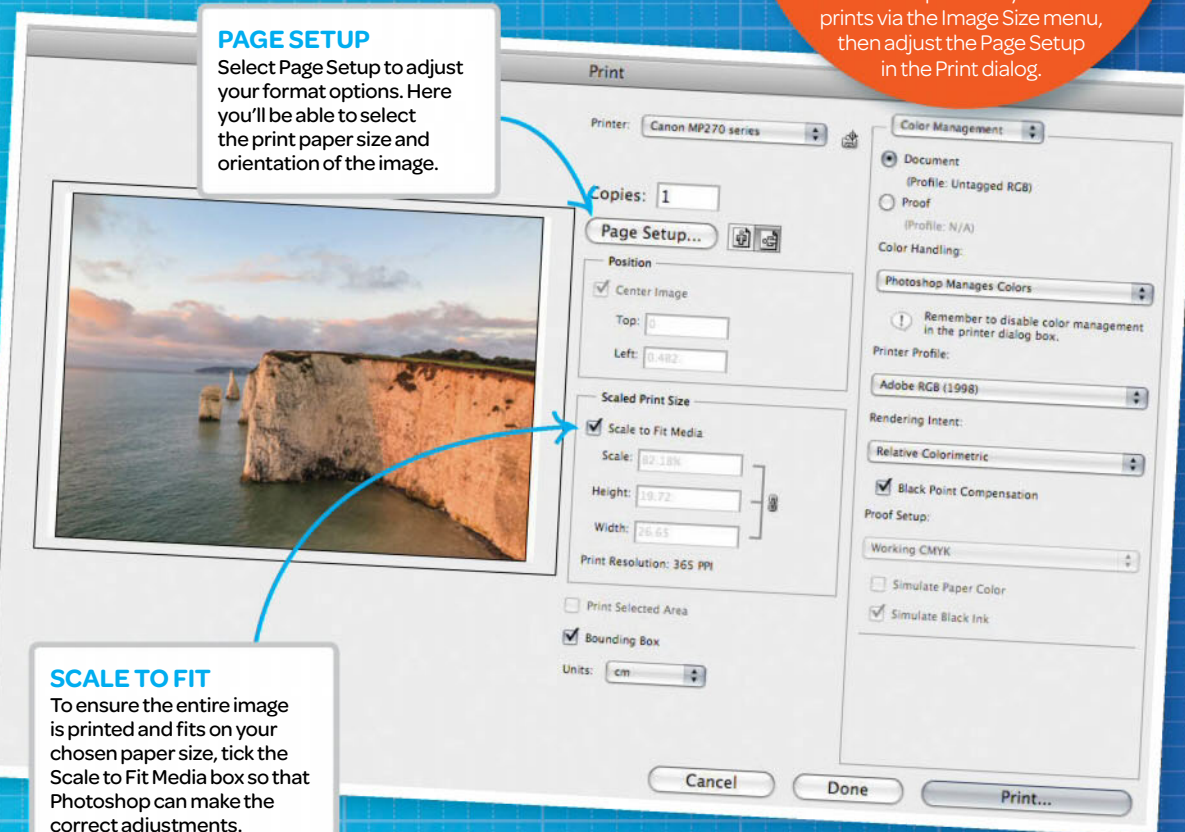 prints via the Image Size menu,
then adjust the Page Setup
in the Print dialog.
PAGE SETUP
Select Page Setup to adjust
your format options. Here
you'll be able to select
the print paper size and
orientation of the image.
Print
Printer: Canon MP270 series
Copies: 1
Page Setup...
Position
Center Image
Top: 0
Left: 0.482
Scaled Print Size
Scale to Fit Media
Scale: 82.18%
Height: 19.72
Width: 26.65
Print Resolution: 365 PPI
Print Selected Area
Bounding Box
Units: cm
Color Management
Document
(Profile: Untagged RGB)
Proof
(Profile: N/A)
Color Handling:
Photoshop Manages Colors
Remember to disable color management
in the printer dialog box.
Printer Profile:
Adobe RGB (1998)
Rendering Intent:
Relative Colorimetric
Black Point Compensation
Proof Setup:
Working CMYK
Simulate Paper Color
Simulate Black Ink
SCALE TO FIT
To ensure the entire image
is printed and fits on your
chosen paper size, tick the
Scale to Fit Media box so that
Photoshop can make the
correct adjustments.
Cancel
Done
Print...